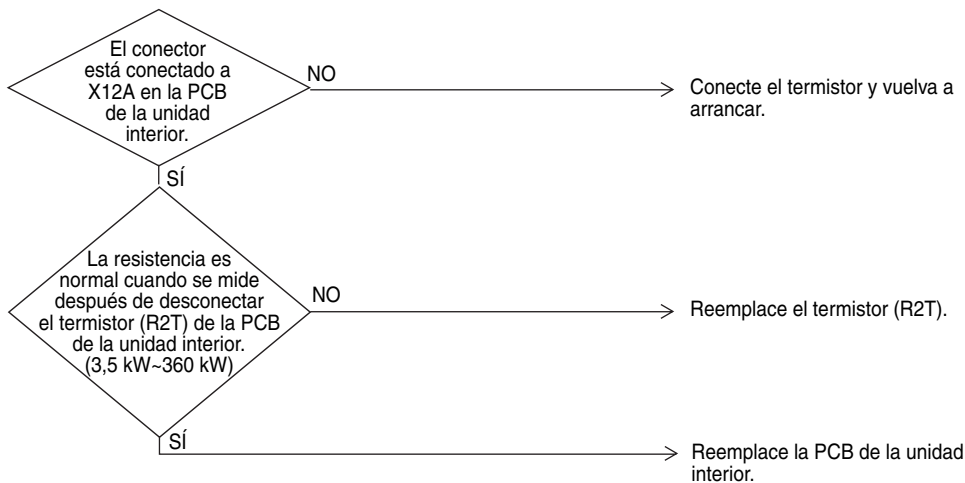 El conector
está conectado a
X12A en la PCB
de la unidad
interior.
NO
Conecte el termistor y vuelva a
arrancar.
SÍ
La resistencia es
normal cuando se mide
después de desconectar
el termistor (R2T) de la PCB
de la unidad interior.
(3,5 kW~360 kW)
NO
Reemplace el termistor (R2T).
SÍ
Reemplace la PCB de la unidad
interior.